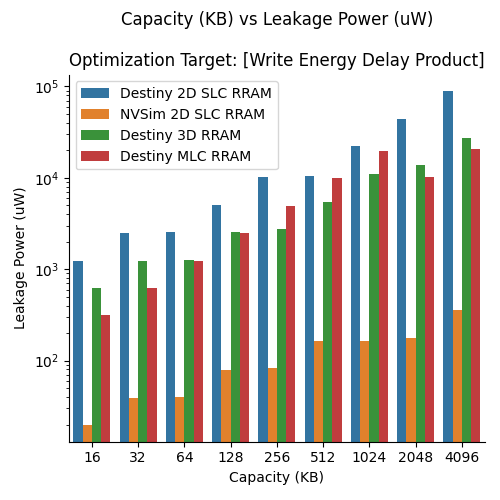 Capacity (KB) vs Leakage Power (uW)
Optimization Target: [Write Energy Delay Product]
Destiny 2D SLC RRAM
NVSim 2D SLC RRAM
Destiny 3D RRAM
Destiny MLC RRAM
Leakage Power (uW)
10^5
10^4
10^3
10^2
16 32 64 128 256 512 1024 2048 4096
Capacity (KB)